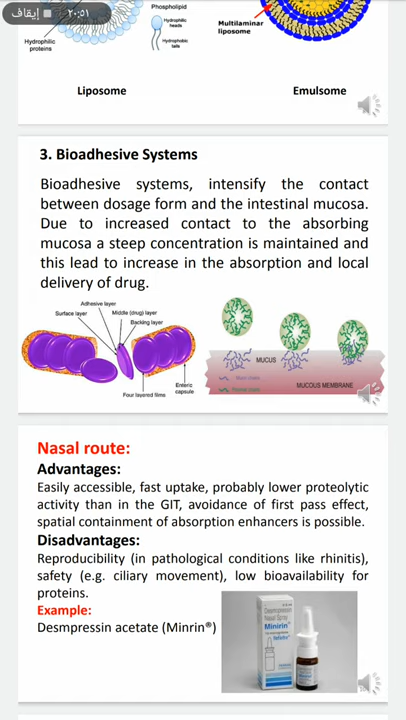 إيقاف ٢٠:٥١
Hydrophilic
proteins
Phospholipid
Hydrophilic
heads
Hydrophobic
tails
Multilaminar
liposome
Liposome
Emulsome
3. Bioadhesive Systems
Bioadhesive systems, intensify the contact
between dosage form and the intestinal mucosa.
Due to increased contact to the absorbing
mucosa a steep concentration is maintained and
this lead to increase in the absorption and local
delivery of drug.
Adhesive layer
Surface layer
Middle (drug) layer
Backing layer
Four layered films
Enteric
capsule
MUCUS
MUCOUS MEMBRANE
Nasal route:
Advantages:
Easily accessible, fast uptake, probably lower proteolytic
activity than in the GIT, avoidance of first pass effect,
spatial containment of absorption enhancers is possible.
Disadvantages:
Reproducibility (in pathological conditions like rhinitis),
safety (e.g. ciliary movement), low bioavailability for
proteins.
Example:
Desmpressin acetate (Minrin®)
Desmopressin
Nasal Spray
Minirin
Minirin